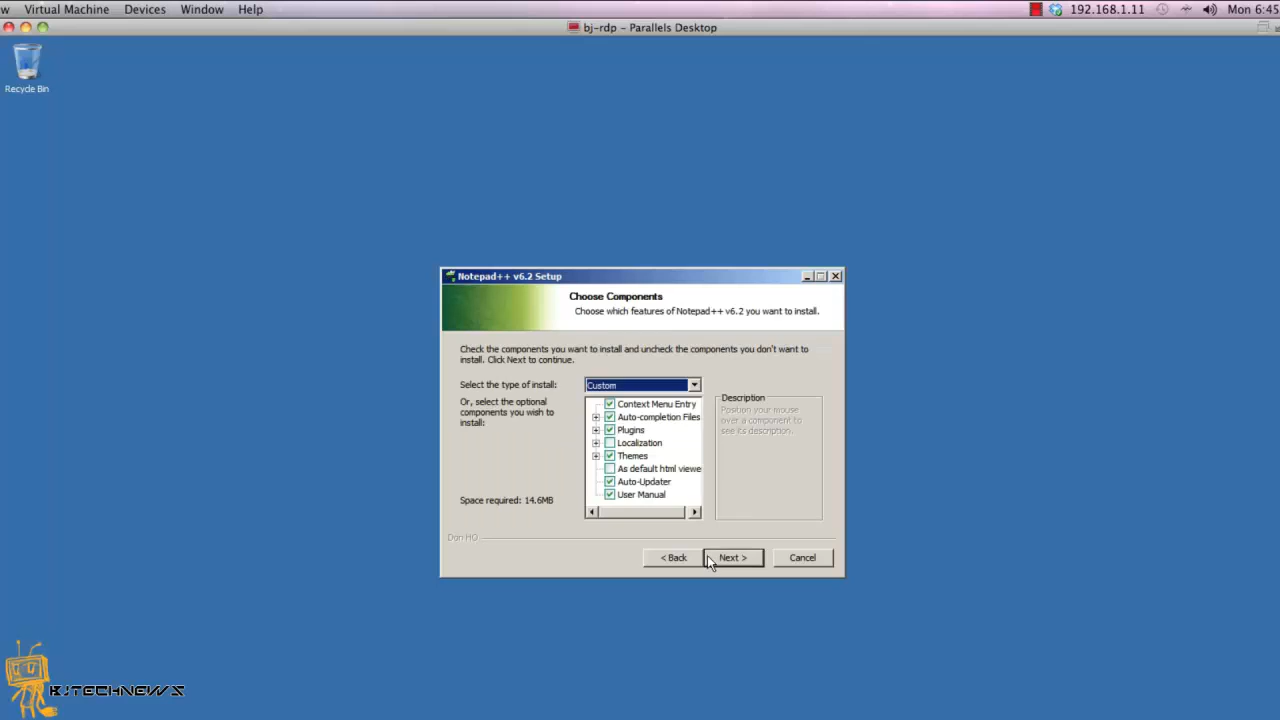 w Virtual Machine Devices Window Help 192.168.1.11 Mon 6:45
bj-rdp - Parallels Desktop
Recycle Bin
Notepad++ v6.2 Setup
Choose Components
Choose which features of Notepad++ v6.2 you want to install.
Check the components you want to install and uncheck the components you don't want to
install. Click Next to continue.
Select the type of install:
Custom
Or, select the optional
components you wish to
install:
Context Menu Entry
Auto-completion Files
Plugins
Localization
Themes
As default html viewe
Auto-Updater
User Manual
Description
Position your mouse
over a component to
see its description.
Space required: 14.6MB
Don HO
< Back
Next >
Cancel
BJTECHNEWS